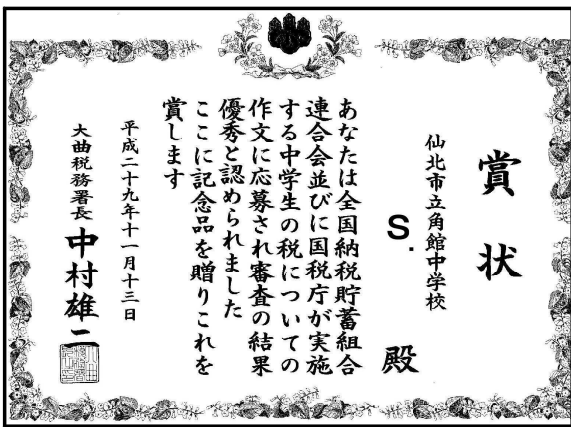 賞状
仙北市立角館中学校
S. 殿
あなたは全国納税貯蓄組合
連合会並びに国税庁が実施
する中学生の税についての
作文に応募され審査の結果
優秀と認められました
ここに記念品を贈りこれを
賞します
平成二十九年十一月十三日
大曲税務署長 中村雄二